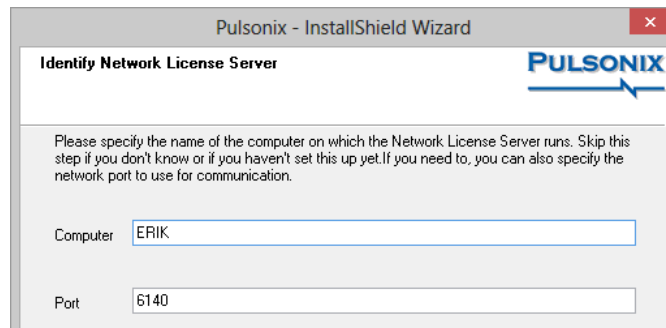 Pulsonix - InstallShield Wizard
Identify Network License Server
PULSONIX
Please specify the name of the computer on which the Network License Server runs. Skip this
step if you don't know or if you haven't set this up yet.If you need to, you can also specify the
network port to use for communication.
Computer ERIK
Port 6140